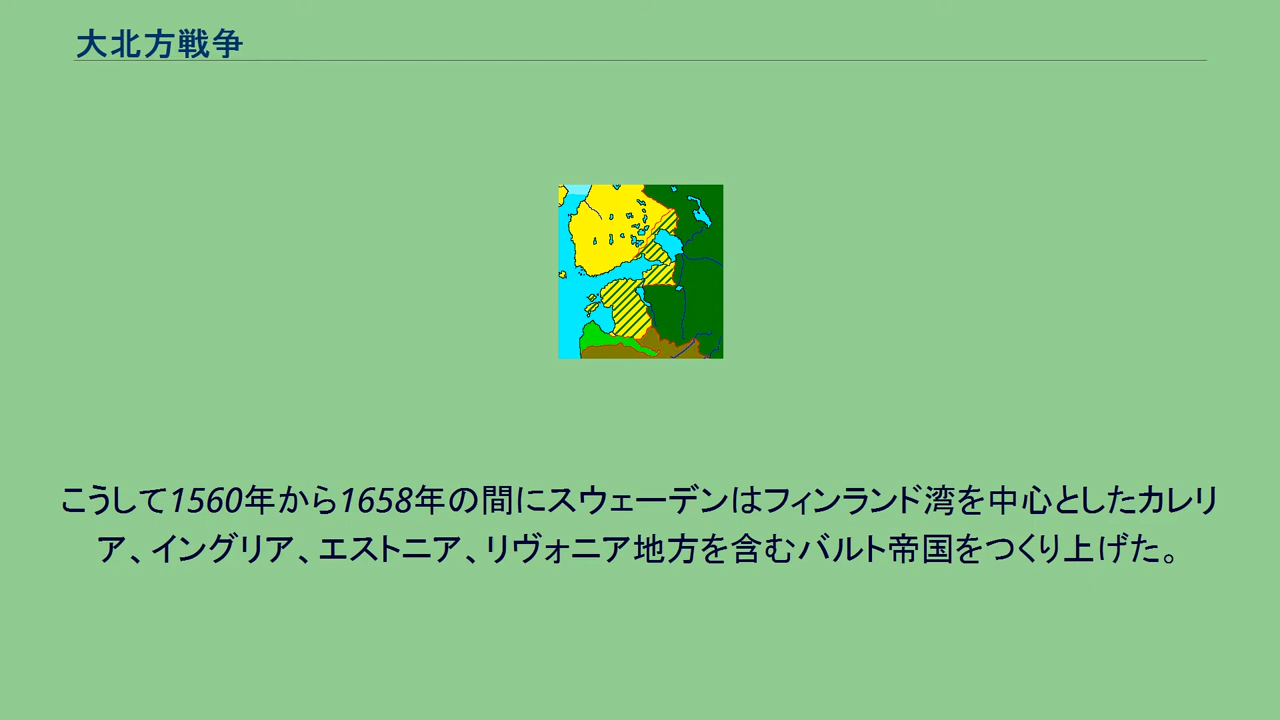 大北方戦争
こうして1560年から1658年の間にスウェーデンはフィンランド湾を中心としたカレリ
ア、イングリア、エストニア、リヴォニア地方を含むバルト帝国をつくり上げた。